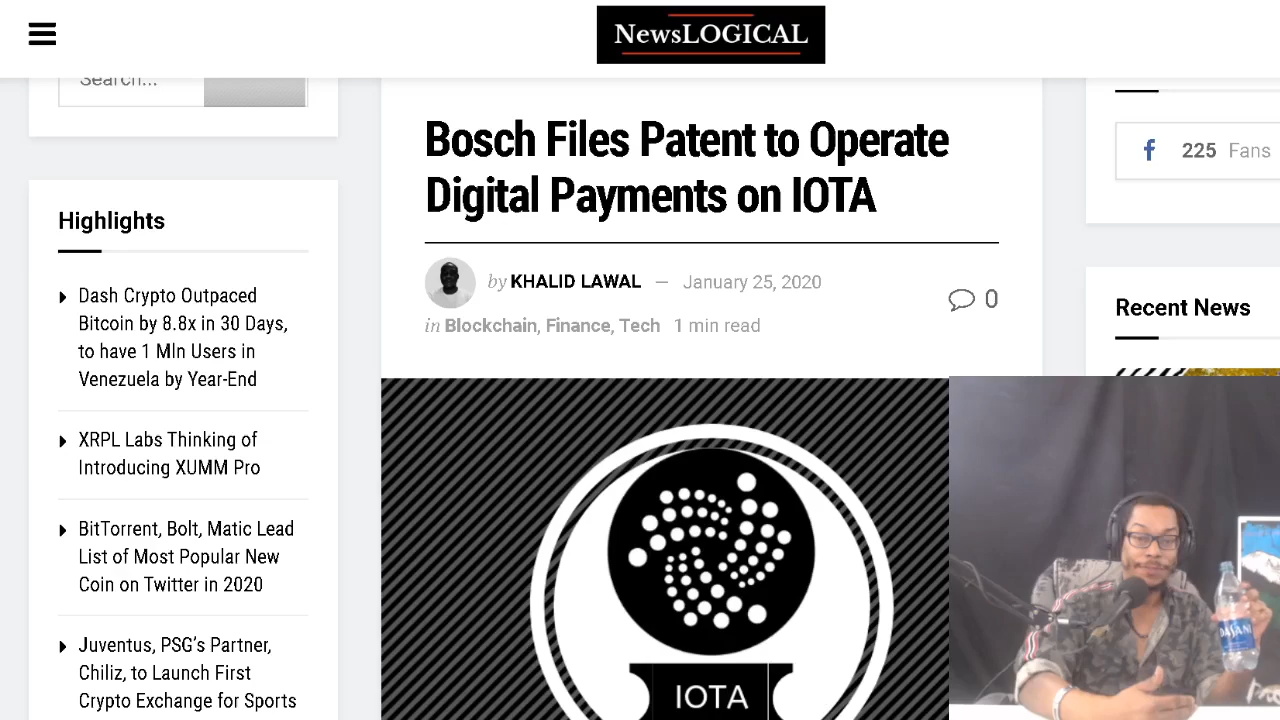 NewsLOGICAL
Search...
Highlights
Dash Crypto Outpaced
Bitcoin by 8.8x in 30 Days,
to have 1 Mln Users in
Venezuela by Year-End
XRPL Labs Thinking of
Introducing XUMM Pro
BitTorrent, Bolt, Matic Lead
List of Most Popular New
Coin on Twitter in 2020
Juventus, PSG's Partner,
Chiliz, to Launch First
Crypto Exchange for Sports
Bosch Files Patent to Operate
Digital Payments on IOTA
by KHALID LAWAL — January 25, 2020
in Blockchain, Finance, Tech 1 min read
0
IOTA
225 Fans
Recent News
DASANI